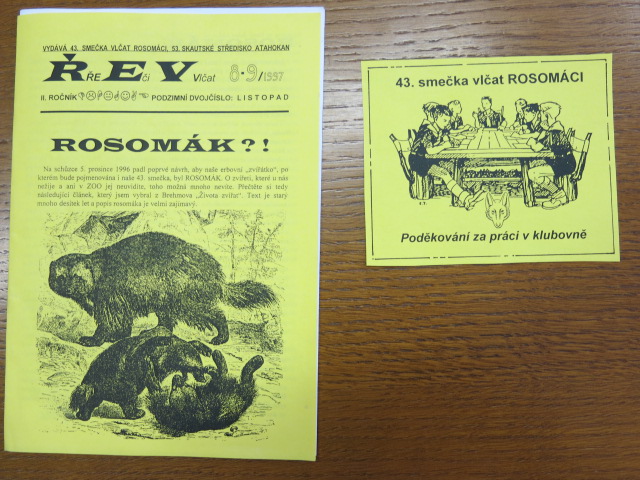 VYDÁVÁ 43. SMEČKA VLČAT ROSOMÁCI, 53. SKAUTSKÉ STŘEDISKO ATAHOKAN
ŘŘE EČi V Vlčat 8-9/1997
II. ROČNÍK PODZIMNÍ DVOJČÍSLO: LISTOPAD
ROSOMÁK?!
Na schůzce 5. prosince 1996 padl poprvé návrh, aby naše erbovní „zvířátko“, po
kterém bude pojmenována i naše 43. smečka, byl ROSOMÁK. O zvířeti, které u nás
nežije a ani v ZOO jej neuvidíte, toho možná mnoho nevíte. Přečtěte si tedy
následující článek, který jsem vybral z Brehmova „Života zvířat“. Text je starý
mnoho desítek let a popis rosomáka je velmi zajímavý.
43. smečka vlčat ROSOMÁCI
Poděkování za práci v klubovně